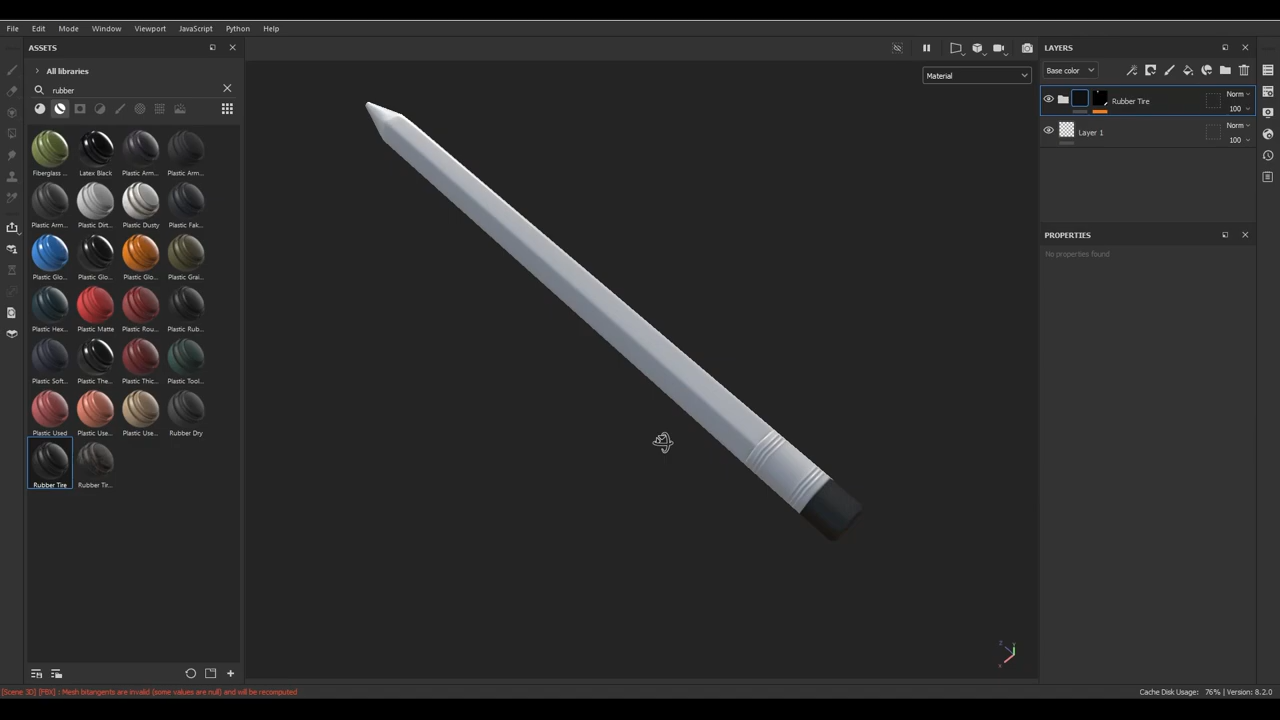 File Edit Mode Window Viewport JavaScript Python Help
ASSETS
All libraries
rubber
Fiberglass ... Latex Black Plastic Arm... Plastic Arm...
Plastic Arm... Plastic Dirt... Plastic Dusty Plastic Fak...
Plastic Glo... Plastic Glo... Plastic Glo... Plastic Grai...
Plastic Hex... Plastic Matte Plastic Rou... Plastic Rub...
Plastic Soft... Plastic The... Plastic Thic... Plastic Tool...
Plastic Used Plastic Use... Plastic Use... Rubber Dry
Rubber Tire Rubber Tir...
Material
LAYERS
Base color
Rubber Tire Norm
100
Layer 1 Norm
100
PROPERTIES
No properties found
[Scene 3D] [FBX] : Mesh bitangents are invalid (some values are null) and will be recomputed
Cache Disk Usage: 76% | Version: 8.2.0